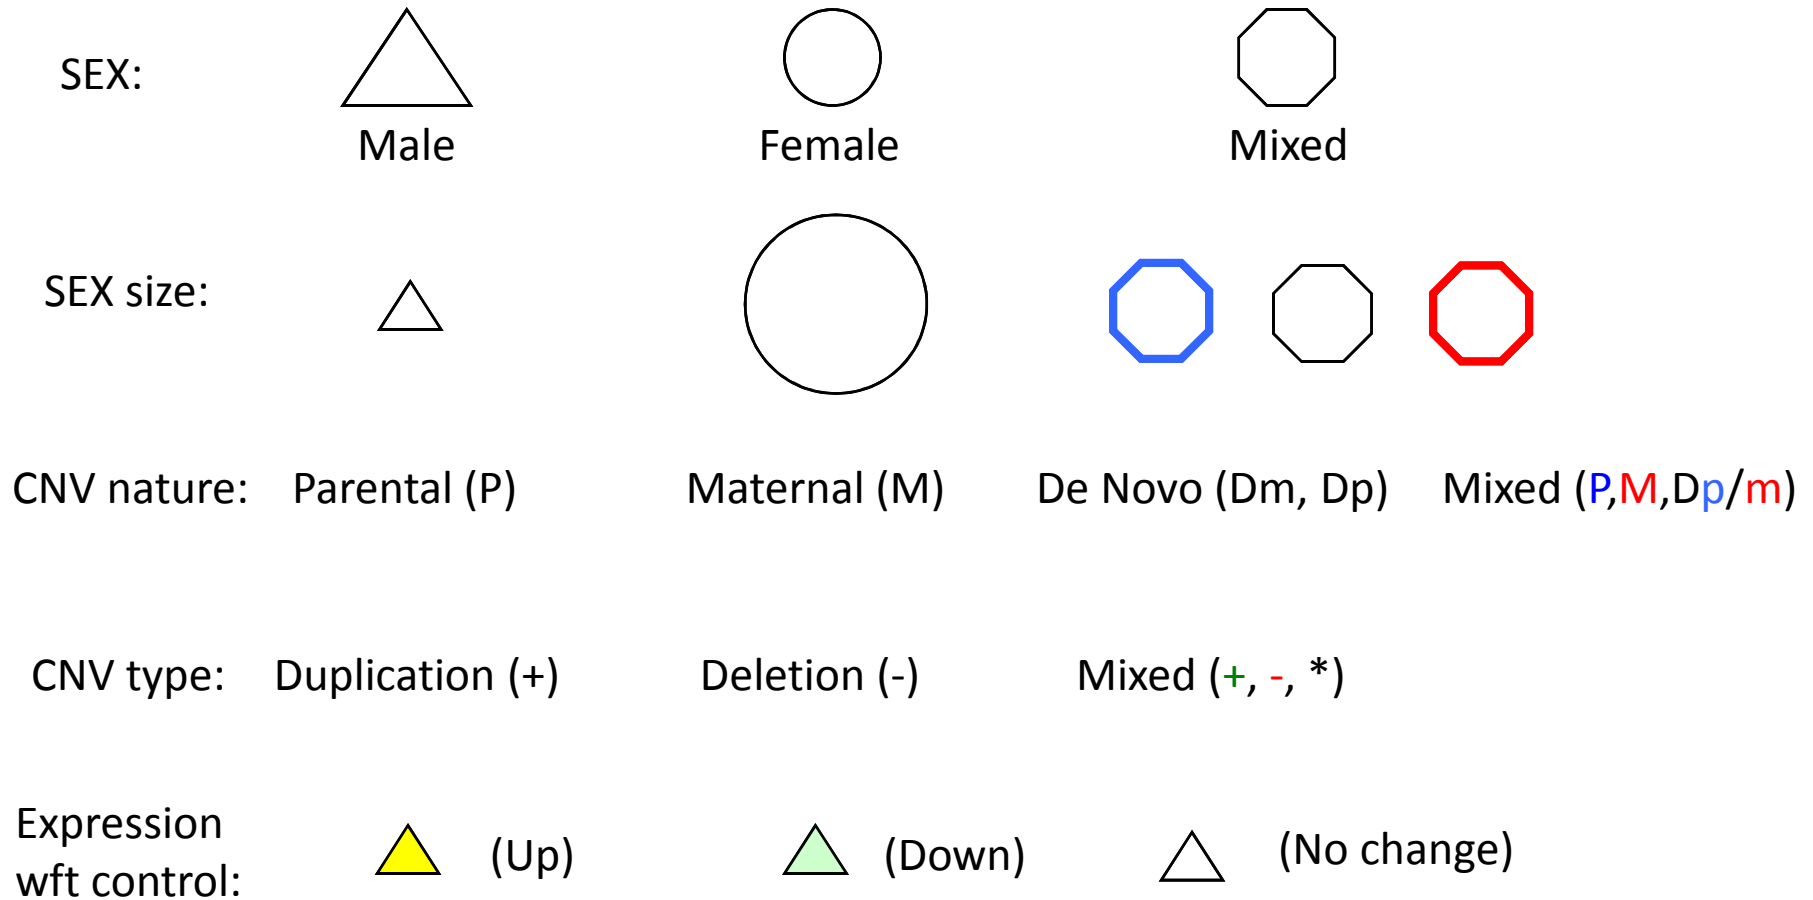 SEX:
Male Female Mixed
SEX size:
CNV nature: Parental (P) Maternal (M) De Novo (Dm, Dp) Mixed (P,M,Dp/m)
CNV type: Duplication (+) Deletion (-) Mixed (+, -, *)
Expression
wft control: (Up) (Down) (No change)